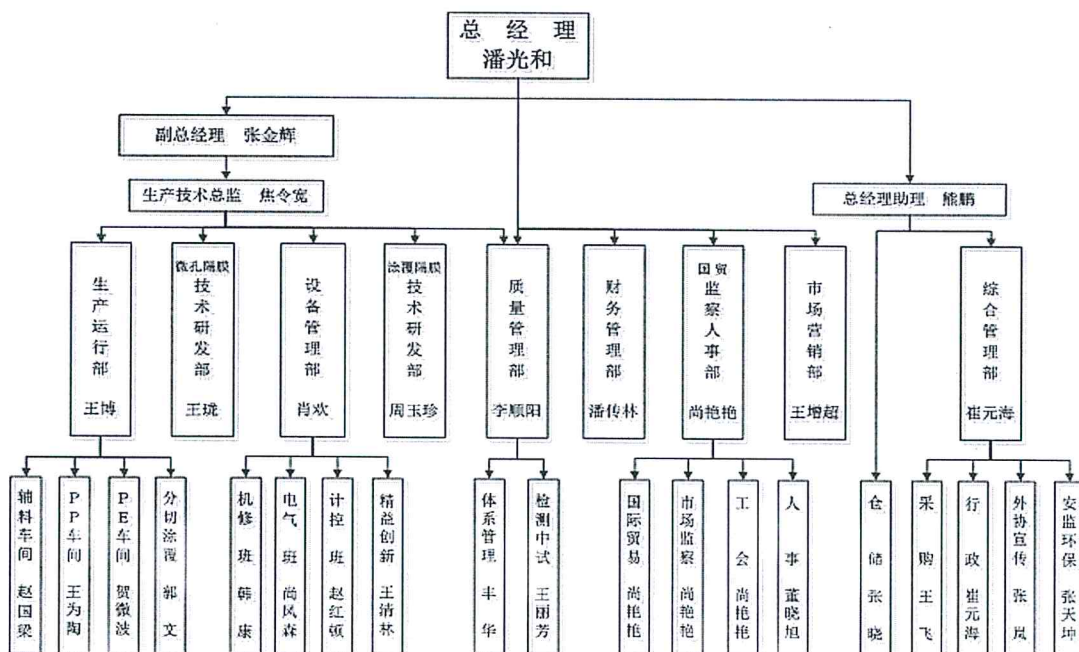 总 经 理
潘光和
副总经理 张金辉
生产技术总监 焦令宽
总经理助理 熊鹏
生产运行部
王博
微孔隔膜
技术研发部
王珑
设备管理部
肖欢
涂覆隔膜
技术研发部
周玉珍
质量管理部
李顺阳
财务管理部
潘传林
国贸
监察人事部
尚艳艳
市场营销部
王增超
综合管理部
崔元海
辅料车间 赵国梁
PP车间 王为陶
PE车间 贺微波
分切涂覆 郭文
机修班 韩康
电气班 尚风森
计控班 赵红顿
精益创新 王清林
体系管理 丰华
检测中试 王丽芳
国际贸易 尚艳艳
市场监察 尚艳艳
工会 尚艳艳
人事 董晓旭
仓储 张晓
采购 王飞
行政 崔元海
外协宣传 张岚
安监环保 张天坤